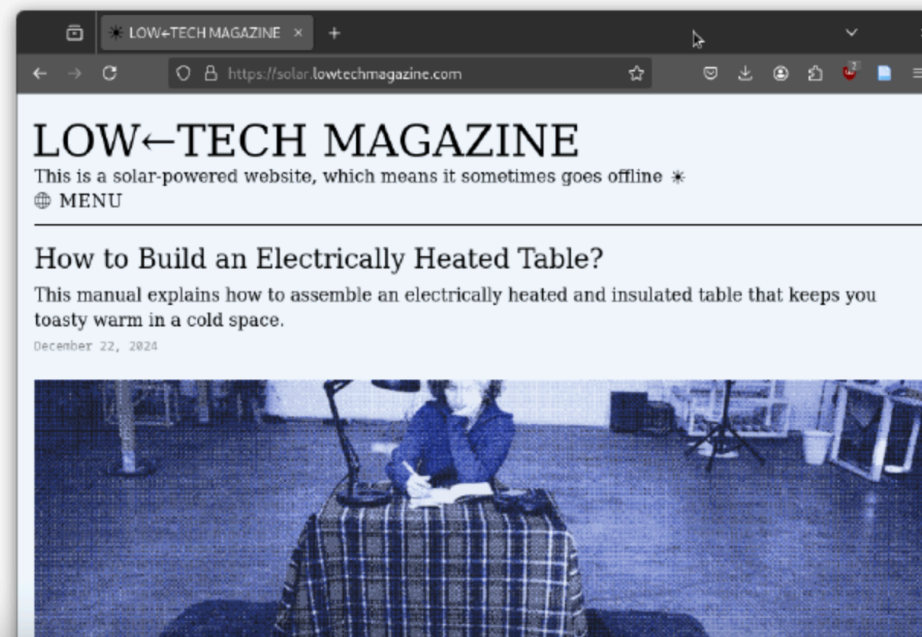 LOW←TECH MAGAZINE
https://solar.lowtechmagazine.com
2
LOW←TECH MAGAZINE
This is a solar-powered website, which means it sometimes goes offline ☀
MENU
How to Build an Electrically Heated Table?
This manual explains how to assemble an electrically heated and insulated table that keeps you
toasty warm in a cold space.
December 22, 2024